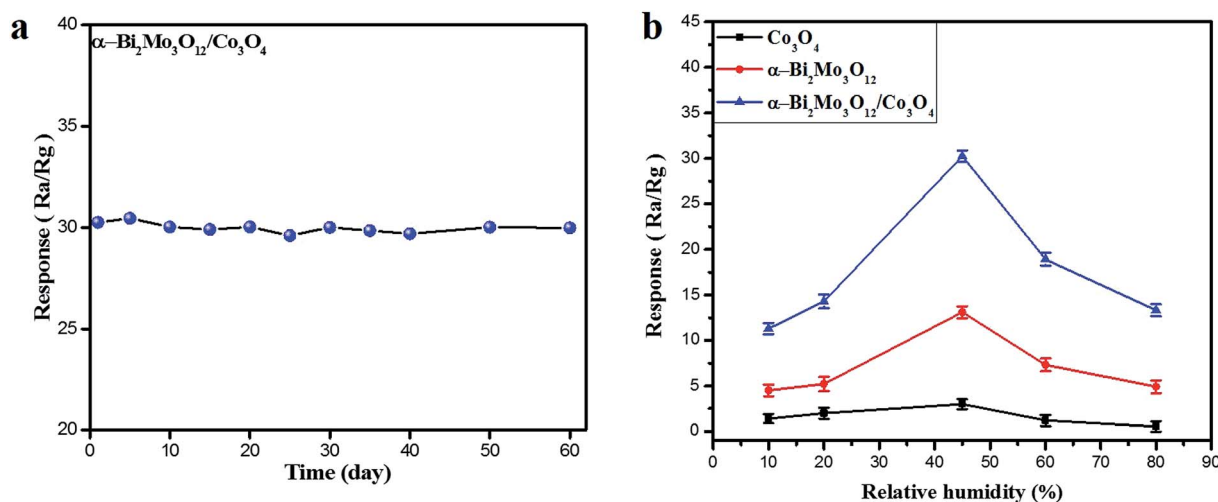 a
α–Bi₂Mo₃O₁₂/Co₃O₄
40
35
30
25
20
Response ( Ra/Rg)
0 10 20 30 40 50 60
Time (day)
b
Co₃O₄
α–Bi₂Mo₃O₁₂
α–Bi₂Mo₃O₁₂/Co₃O₄
45
40
35
30
25
20
15
10
5
0
Response ( Ra/Rg)
0 10 20 30 40 50 60 70 80 90
Relative humidity (%)